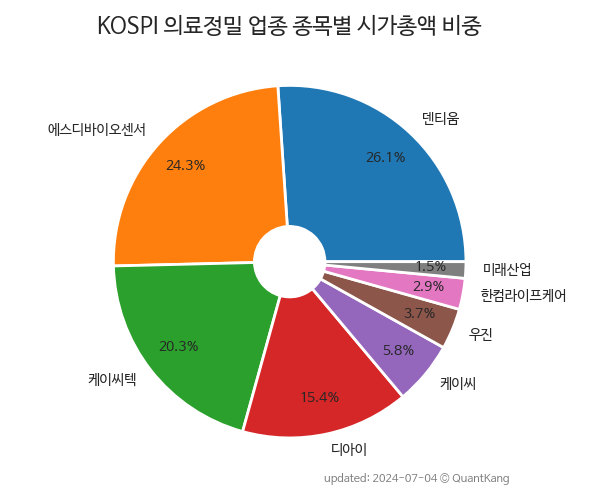 KOSPI 의료정밀 업종 종목별 시가총액 비중
덴티움
26.1%
에스디바이오센서
24.3%
케이씨텍
20.3%
디아이
15.4%
케이씨
5.8%
우진
3.7%
한컴라이프케어
2.9%
미래산업
1.5%
updated: 2024-07-04 © QuantKang